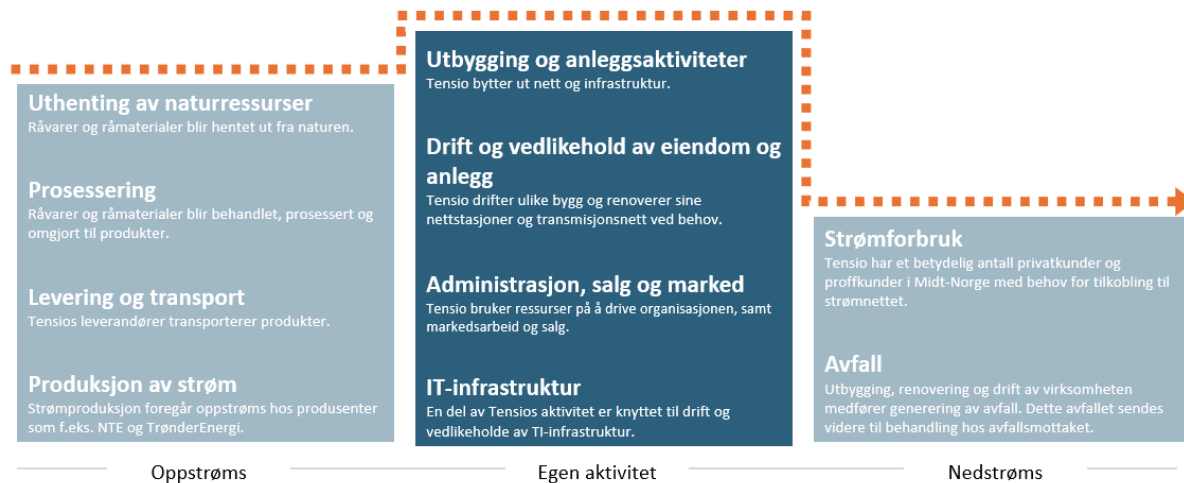 Uthenting av naturressurser
Råvarer og råmaterialer blir hentet ut fra naturen.
Prosessering
Råvarer og råmaterialer blir behandlet, prosessert og
omgjort til produkter.
Levering og transport
Tensios leverandører transporterer produkter.
Produksjon av strøm
Strømproduksjon foregår oppstrøms hos produsenter
som f.eks. NTE og TrønderEnergi.
Oppstrøms
Utbygging og anleggsaktiviteter
Tensio bytter ut nett og infrastruktur.
Drift og vedlikehold av eiendom og
anlegg
Tensio drifter ulike bygg og renoverer sine
nettstasjoner og transmisjonsnett ved behov.
Administrasjon, salg og marked
Tensio bruker ressurser på å drive organisasjonen, samt
markedsarbeid og salg.
IT-infrastruktur
En del av Tensios aktivitet er knyttet til drift og
vedlikeholde av TI-infrastruktur.
Egen aktivitet
Strømforbruk
Tensio har et betydelig antall privatkunder og
proffkunder i Midt-Norge med behov for tilkobling til
strømnettet.
Avfall
Utbygging, renovering og drift av virksomheten
medfører generering av avfall. Dette avfallet sendes
videre til behandling hos avfallsmottaket.
Nedstrøms